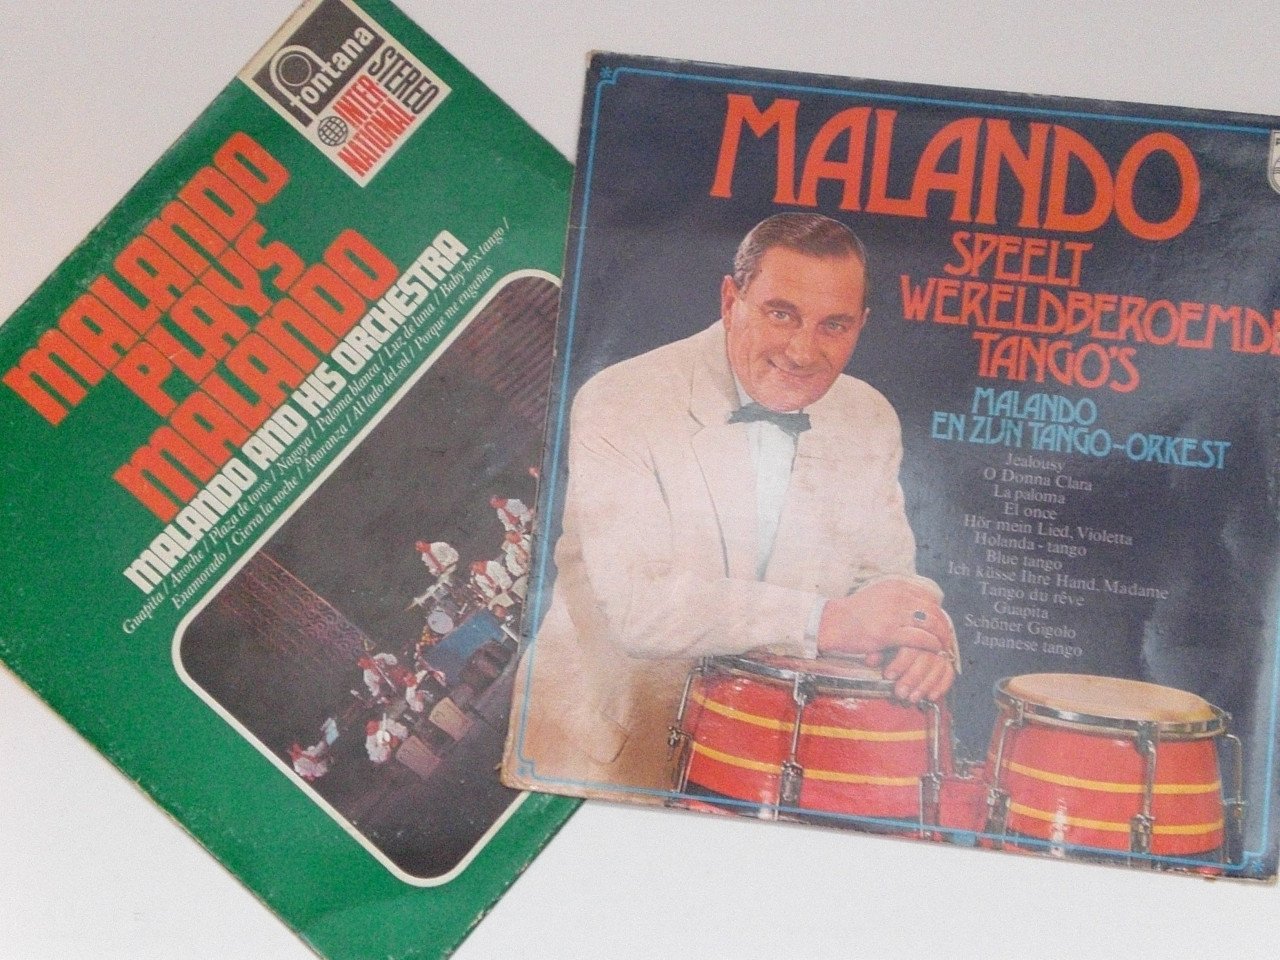 fontana
STEREO
INTER
NATIONAL
MALANDO
PLAYS
MALANDO
MALANDO AND HIS ORCHESTRA
Guapita / Anoche / Plaza de toros / Nagoya / Paloma blanca / Luz de luna / Baby-box tango /
Enamorado / Cierra la noche / Añoranza / Al lado del sol / Porque me engañas
MALANDO
SPEELT
WERELDBEROEMDE
TANGO'S
MALANDO
EN ZIJN TANGO-ORKEST
Jealousy
O Donna Clara
La paloma
El once
Hör mein Lied, Violetta
Holanda - tango
Blue tango
Ich küsse Ihre Hand, Madame
Tango du rêve
Guapita
Schöner Gigolo
Japanese tango